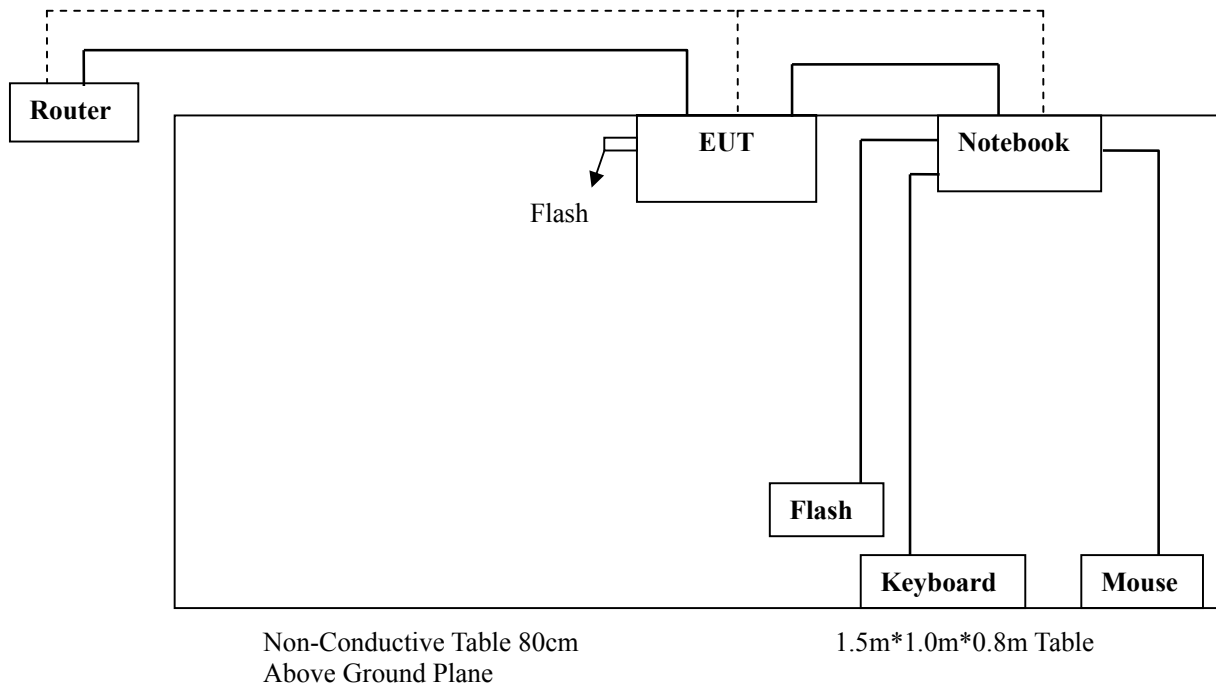 Router
EUT
Notebook
Flash
Flash
Keyboard
Mouse
Non-Conductive Table 80cm
Above Ground Plane
1.5m*1.0m*0.8m Table